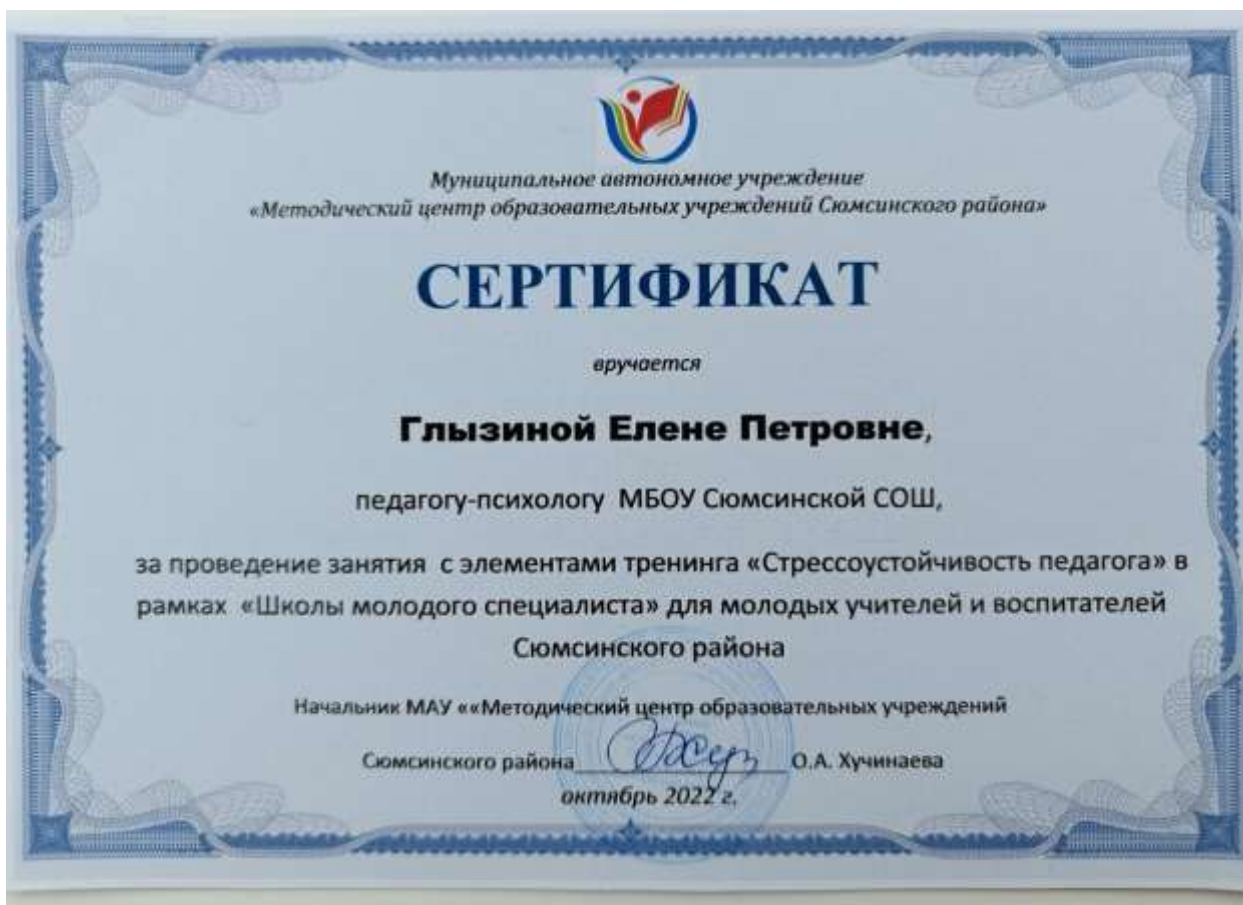 Муниципальное автономное учреждение
«Методический центр образовательных учреждений Сюмсинского района»
СЕРТИФИКАТ
вручается
Глызиной Елене Петровне,
педагогу-психологу МБОУ Сюмсинской СОШ,
за проведение занятия с элементами тренинга «Стрессоустойчивость педагога» в
рамках «Школы молодого специалиста» для молодых учителей и воспитателей
Сюмсинского района
Начальник МАУ ««Методический центр образовательных учреждений
Сюмсинского района О.А. Хучинаева
октябрь 2022 г.